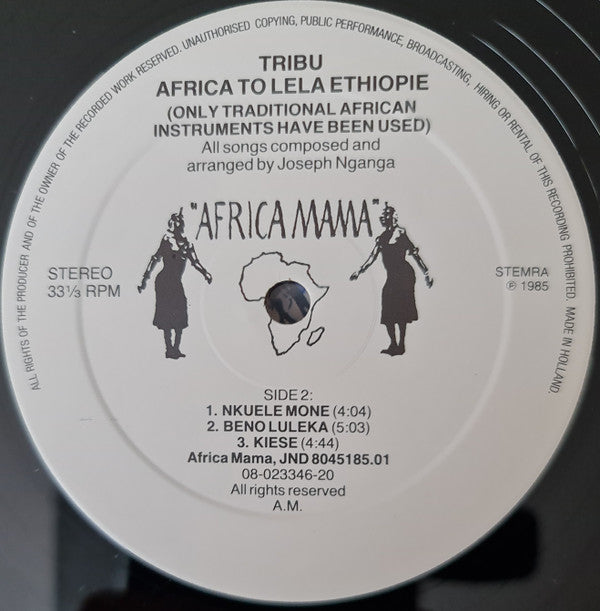 ALL RIGHTS OF THE PRODUCER AND OF THE OWNER OF THE RECORDED WORK RESERVED. UNAUTHORISED COPYING, PUBLIC PERFORMANCE, BROADCASTING, HIRING OR RENTAL OF THIS RECORDING PROHIBITED. MADE IN HOLLAND.
TRIBU
AFRICA TO LELA ETHIOPIE
(ONLY TRADITIONAL AFRICAN
INSTRUMENTS HAVE BEEN USED)
All songs composed and
arranged by Joseph Nganga
"AFRICA MAMA"
STEREO
33⅓ RPM
STEMRA
℗ 1985
SIDE 2:
1. NKUELE MONE (4:04)
2. BENO LULEKA (5:03)
3. KIESE (4:44)
Africa Mama, JND 8045185.01
08-023346-20
All rights reserved
A.M.